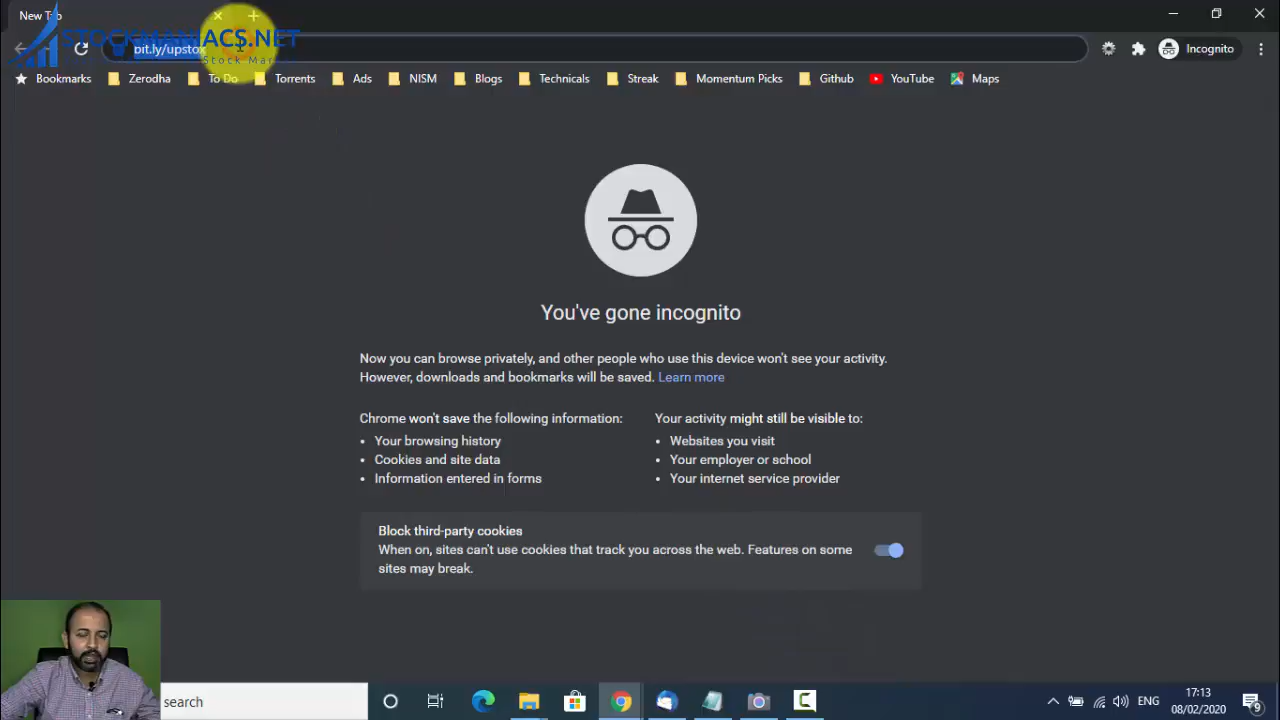 New Tab
STOCKMANIACS.NET
bit.ly/upstox
Incognito
Bookmarks
Zerodha
To Do
Torrents
Ads
NISM
Blogs
Technicals
Streak
Momentum Picks
Github
YouTube
Maps
You've gone incognito
Now you can browse privately, and other people who use this device won't see your activity.
However, downloads and bookmarks will be saved. Learn more
Chrome won't save the following information:
• Your browsing history
• Cookies and site data
• Information entered in forms
Your activity might still be visible to:
• Websites you visit
• Your employer or school
• Your internet service provider
Block third-party cookies
When on, sites can't use cookies that track you across the web. Features on some
sites may break.
search
ENG
17:13
08/02/2020
9